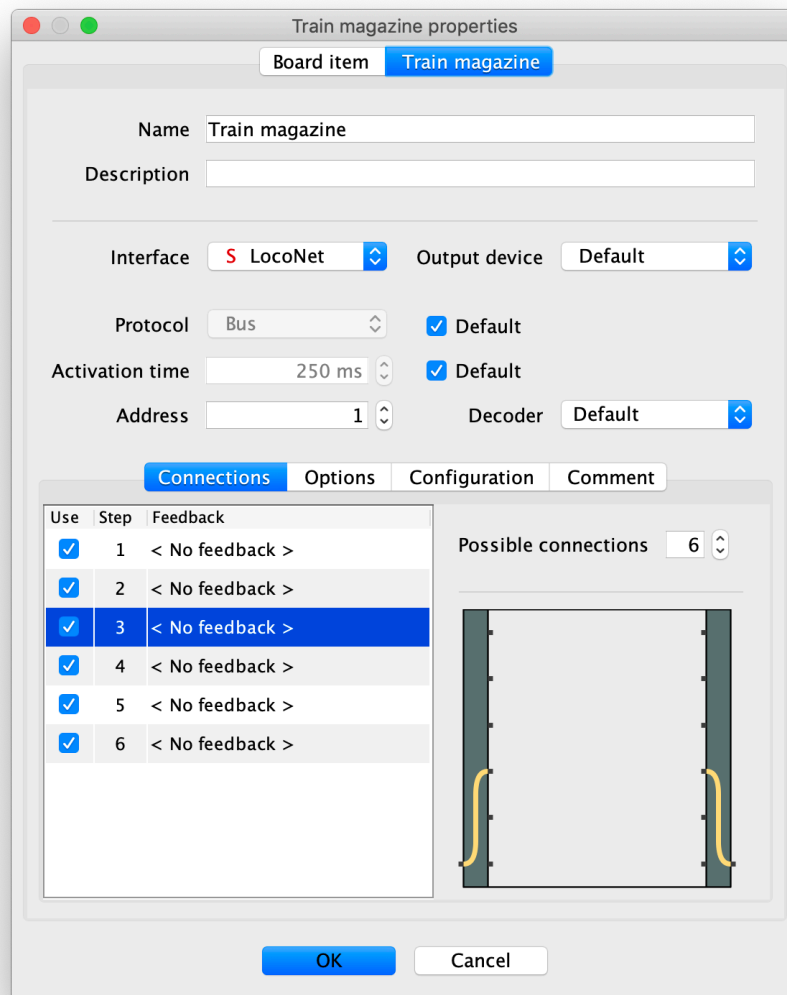 Train magazine properties
Board item Train magazine
Name Train magazine
Description
Interface S LocoNet Output device Default
Protocol Bus Default
Activation time 250 ms Default
Address 1 Decoder Default
Connections Options Configuration Comment
Use Step Feedback
1 < No feedback > Possible connections 6
2 < No feedback >
3 < No feedback >
4 < No feedback >
5 < No feedback >
6 < No feedback >
OK Cancel